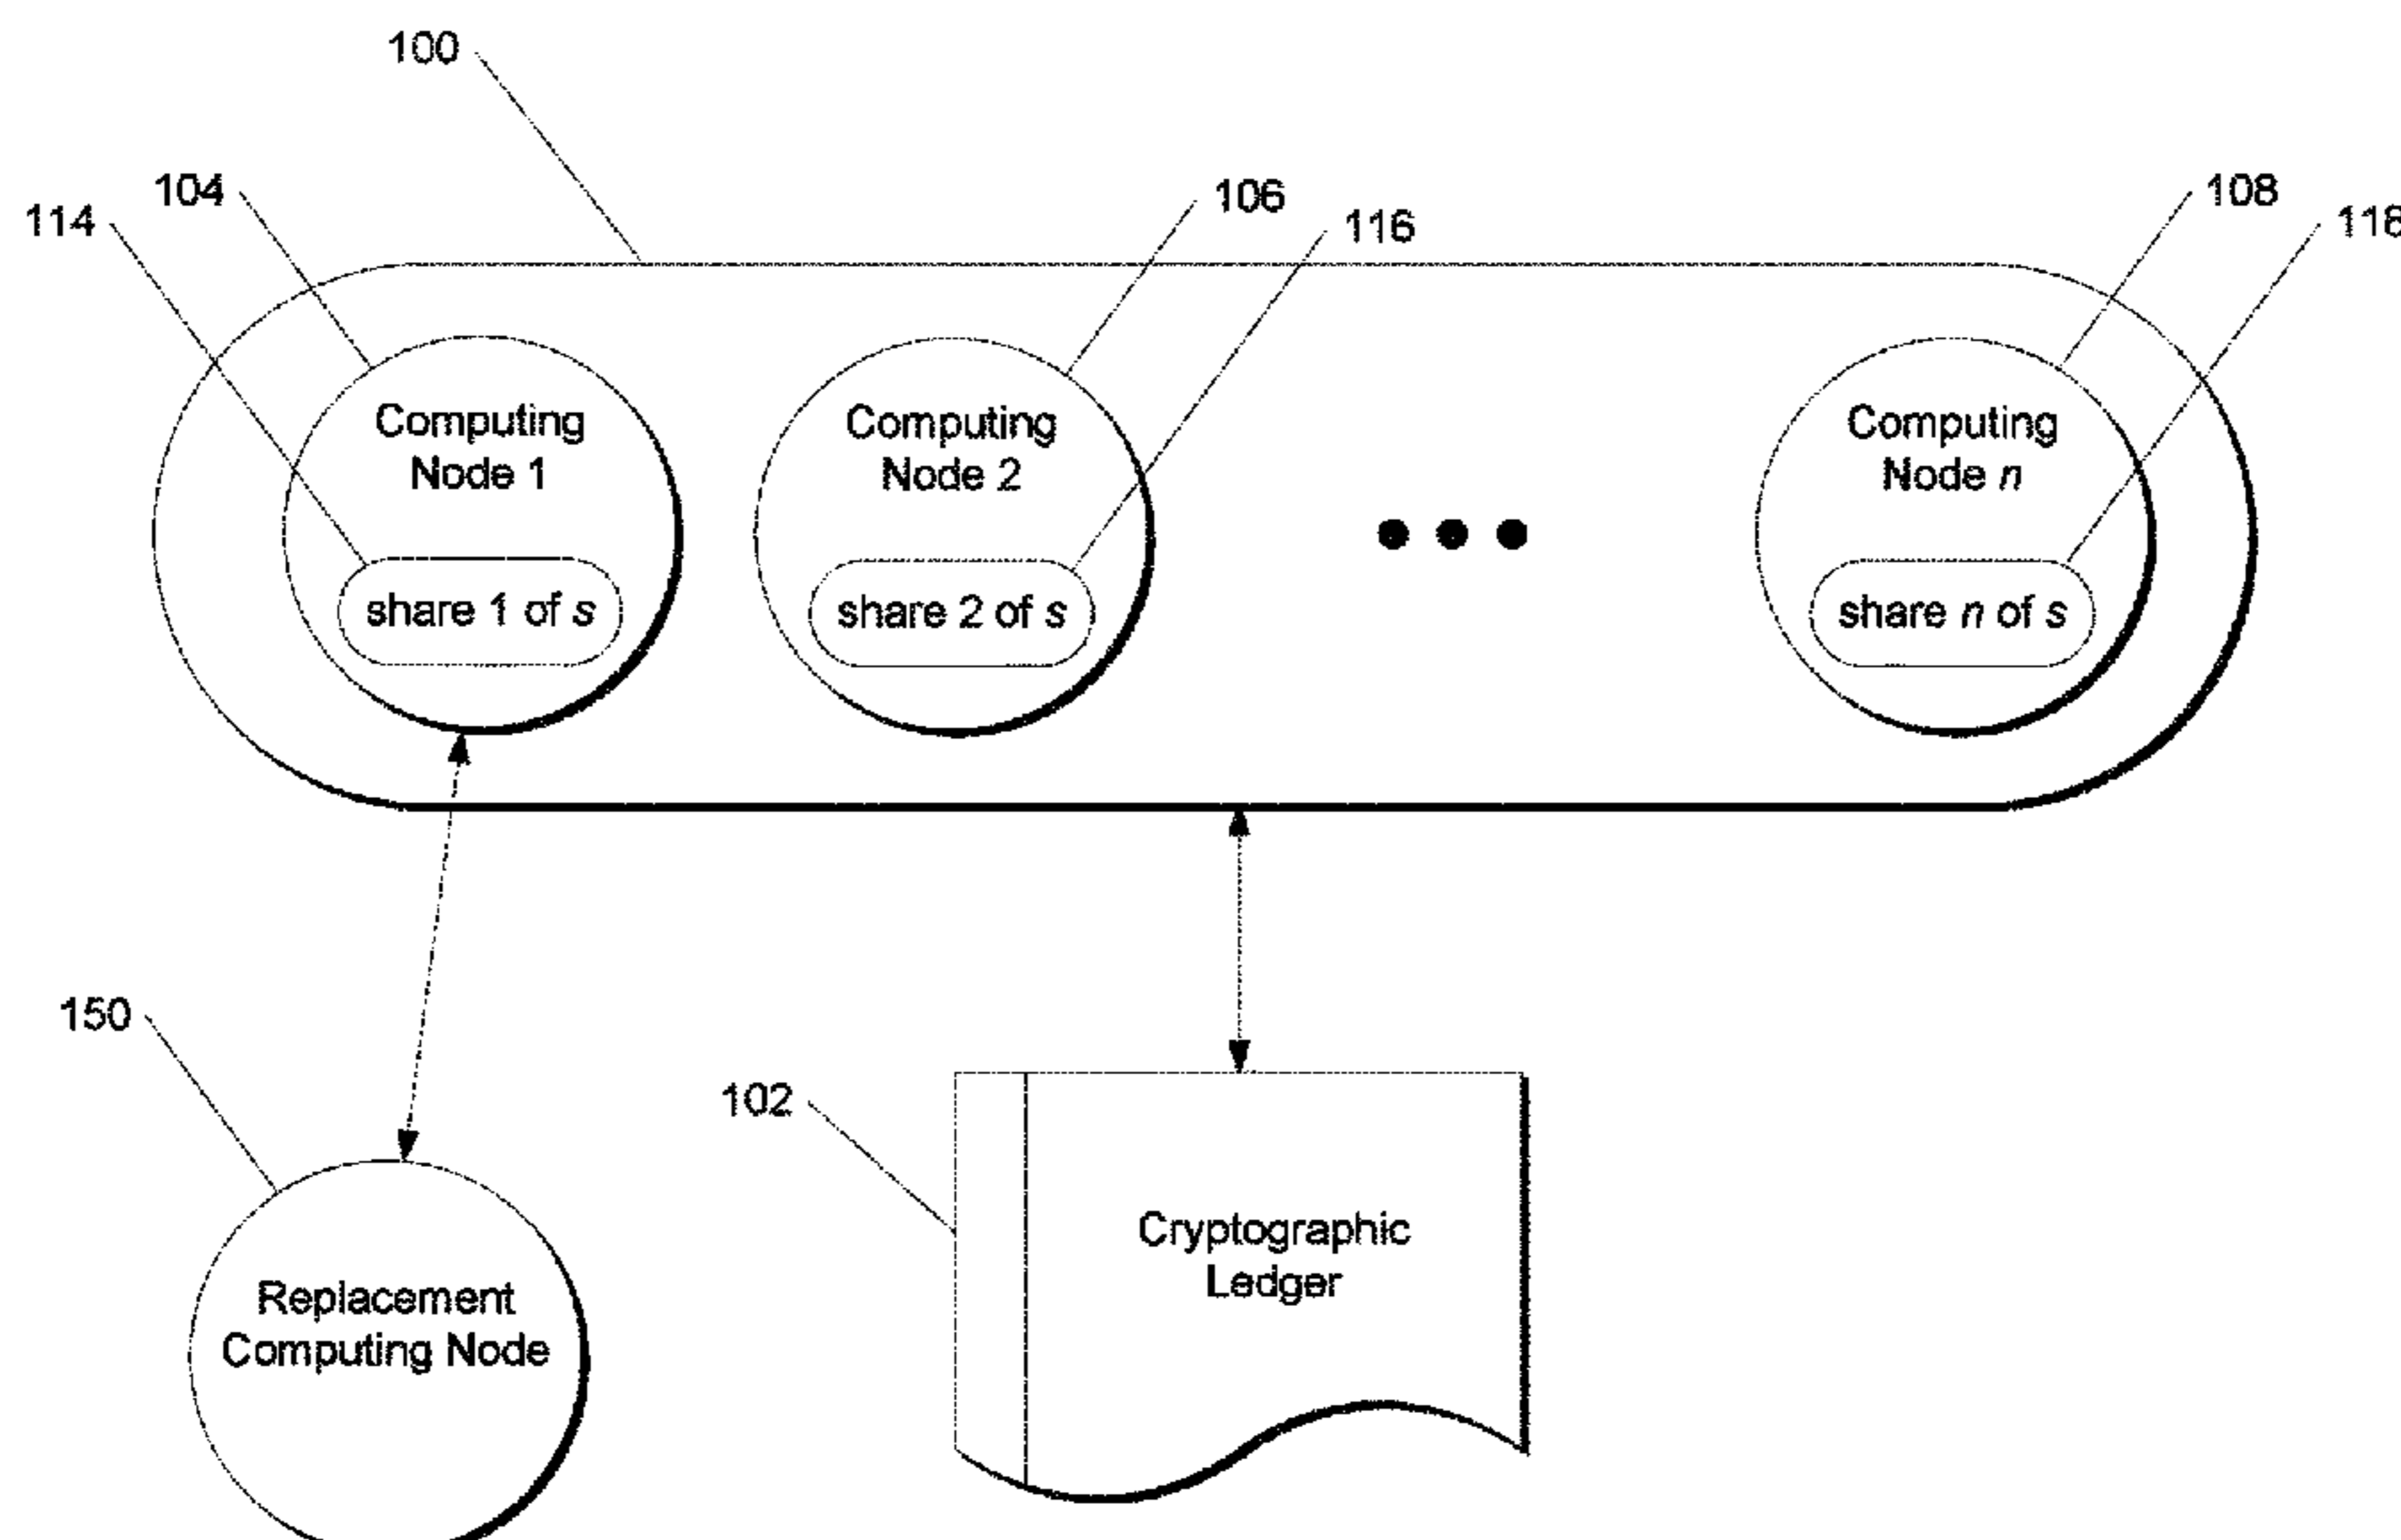 100
104
106
108
114
116
118
Computing
Node 1
Computing
Node 2
Computing
Node n
share 1 of s
share 2 of s
share n of s
150
102
Cryptographic
Ledger
Replacement
Computing Node